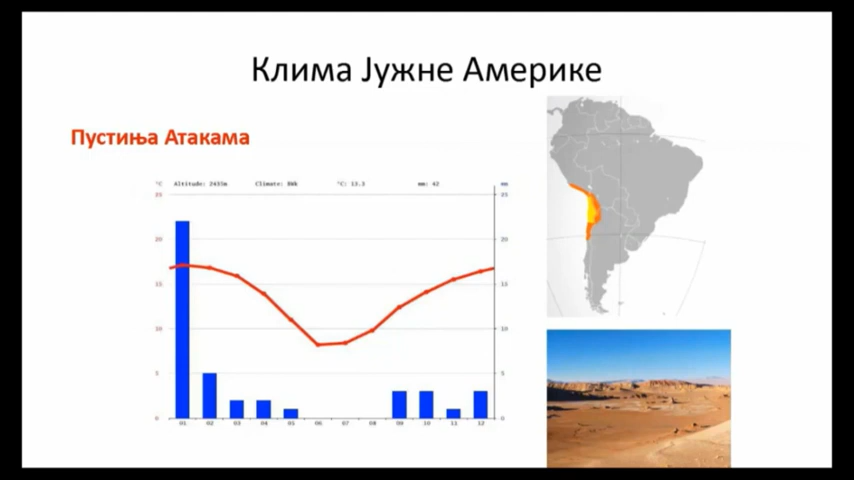 Клима Јужне Америке
Пустиња Атакама
°C Altitude: 2435m Climate: BWk °C: 13.3 mm: 42 mm
25 25
20 20
15 15
10 10
5 5
0 0
01 02 03 04 05 06 07 08 09 10 11 12